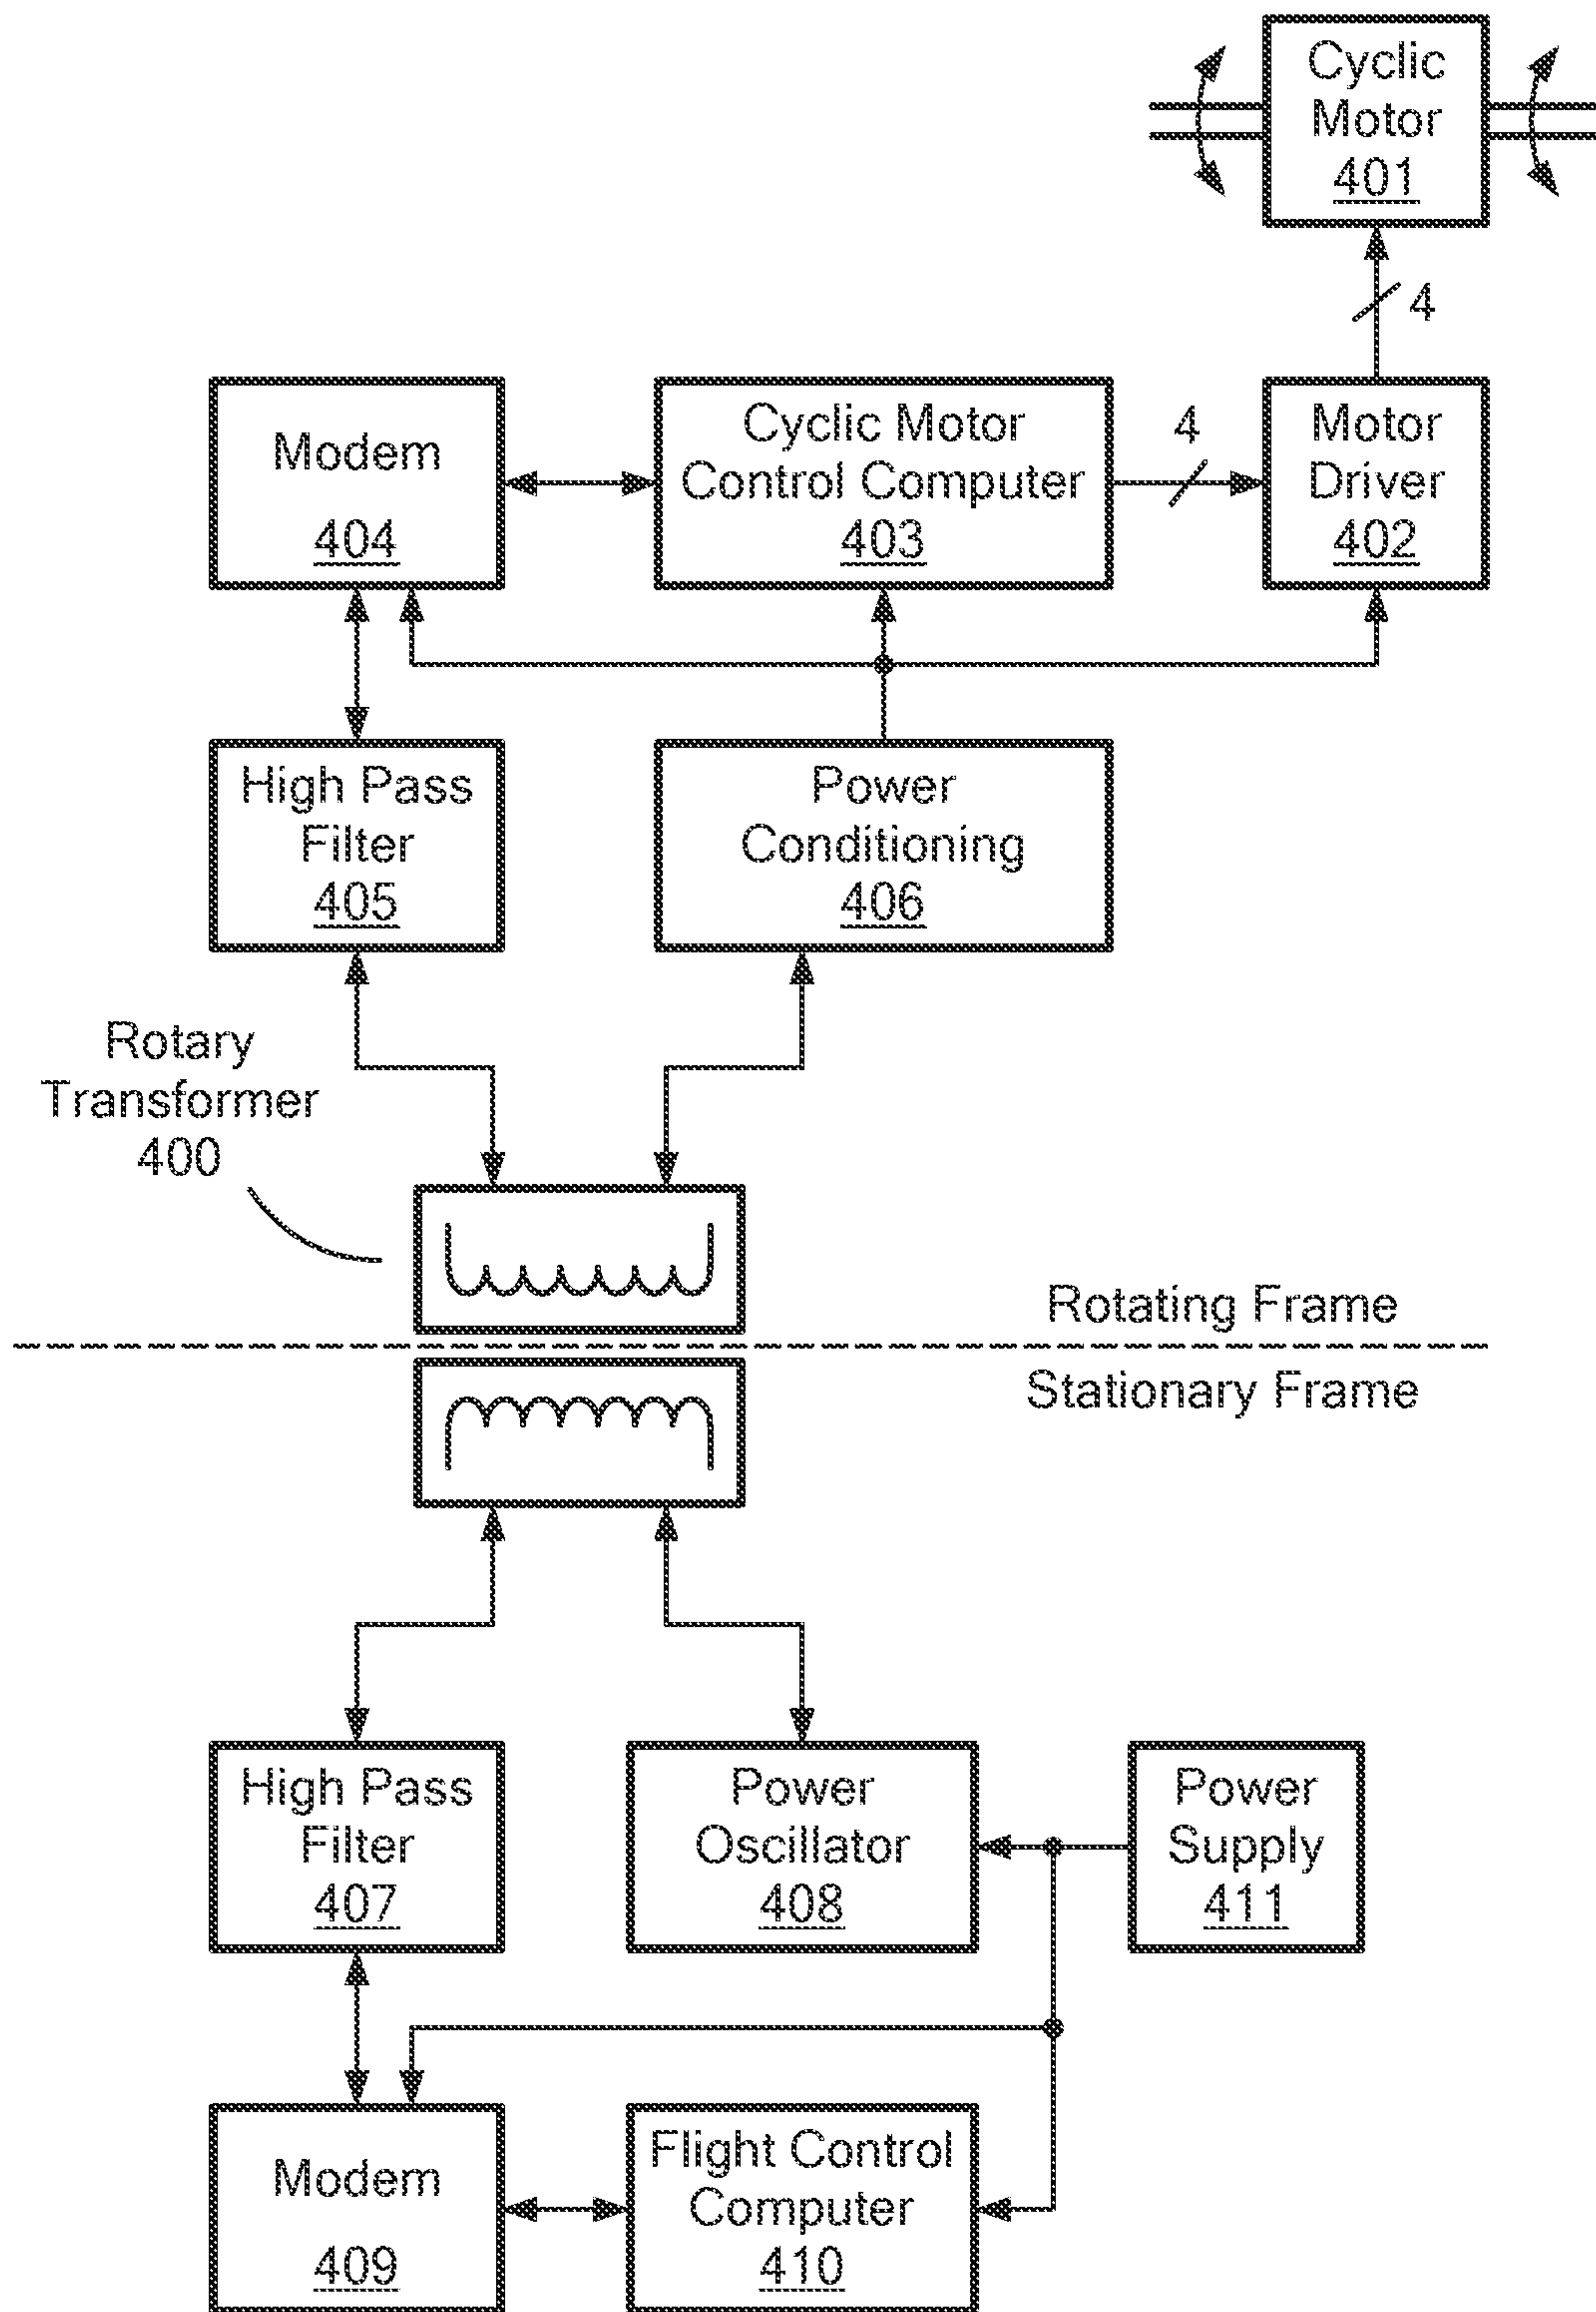 Cyclic
Motor
401
4
Modem
404
Cyclic Motor
Control Computer
403
4
Motor
Driver
402
High Pass
Filter
405
Power
Conditioning
406
Rotary
Transformer
400
Rotating Frame
Stationary Frame
High Pass
Filter
407
Power
Oscillator
408
Power
Supply
411
Modem
409
Flight Control
Computer
410